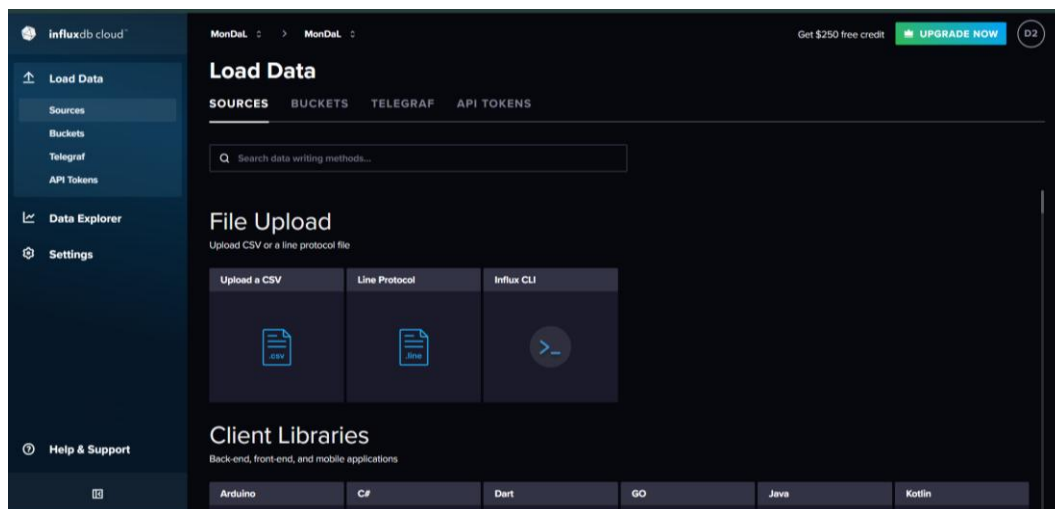 influxdb cloud™
MonDaL > MonDaL
Get $250 free credit
UPGRADE NOW
D2
Load Data
Sources
Buckets
Telegraf
API Tokens
Data Explorer
Settings
Help & Support
Load Data
SOURCES BUCKETS TELEGRAF API TOKENS
Search data writing methods...
File Upload
Upload CSV or a line protocol file
Upload a CSV Line Protocol Influx CLI
.csv .line >_
Client Libraries
Back-end, front-end, and mobile applications
Arduino C# Dart GO Java Kotlin